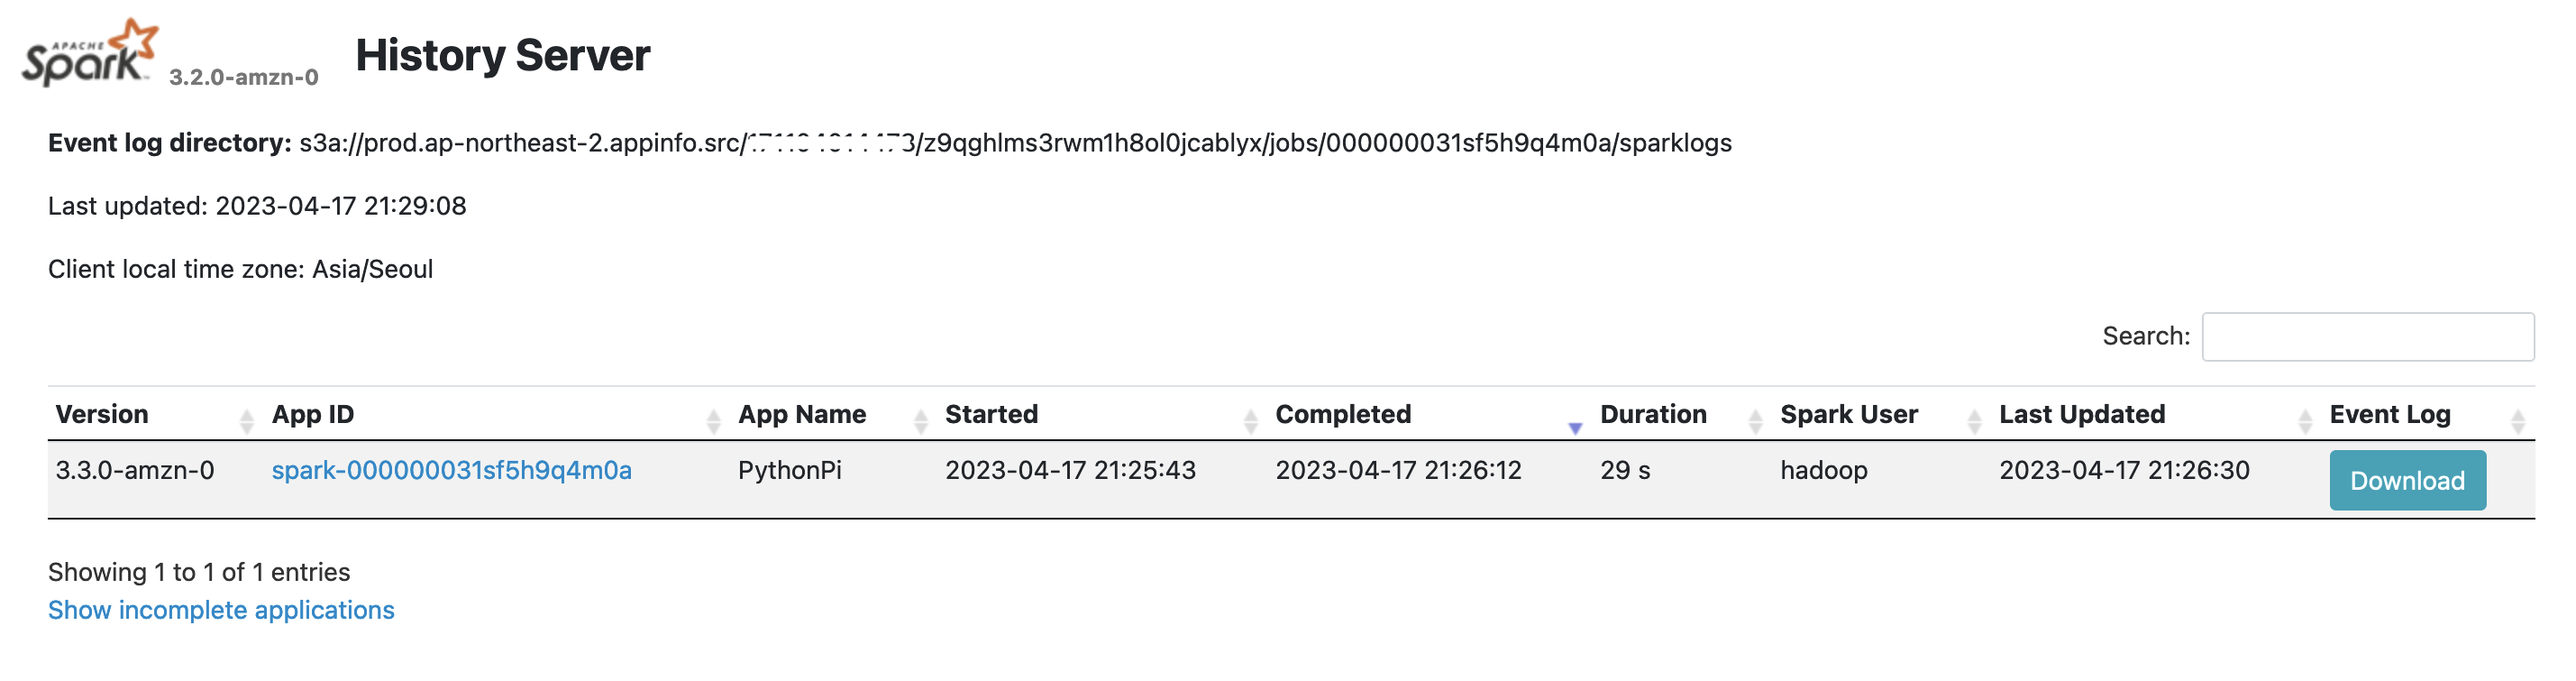 APACHE Spark 3.2.0-amzn-0 History Server
Event log directory: s3a://prod.ap-northeast-2.appinfo.src/ /z9qghlms3rwm1h8ol0jcablyx/jobs/000000031sf5h9q4m0a/sparklogs
Last updated: 2023-04-17 21:29:08
Client local time zone: Asia/Seoul
Search:
Version App ID App Name Started Completed Duration Spark User Last Updated Event Log
3.3.0-amzn-0 spark-000000031sf5h9q4m0a PythonPi 2023-04-17 21:25:43 2023-04-17 21:26:12 29 s hadoop 2023-04-17 21:26:30 Download
Showing 1 to 1 of 1 entries
Show incomplete applications